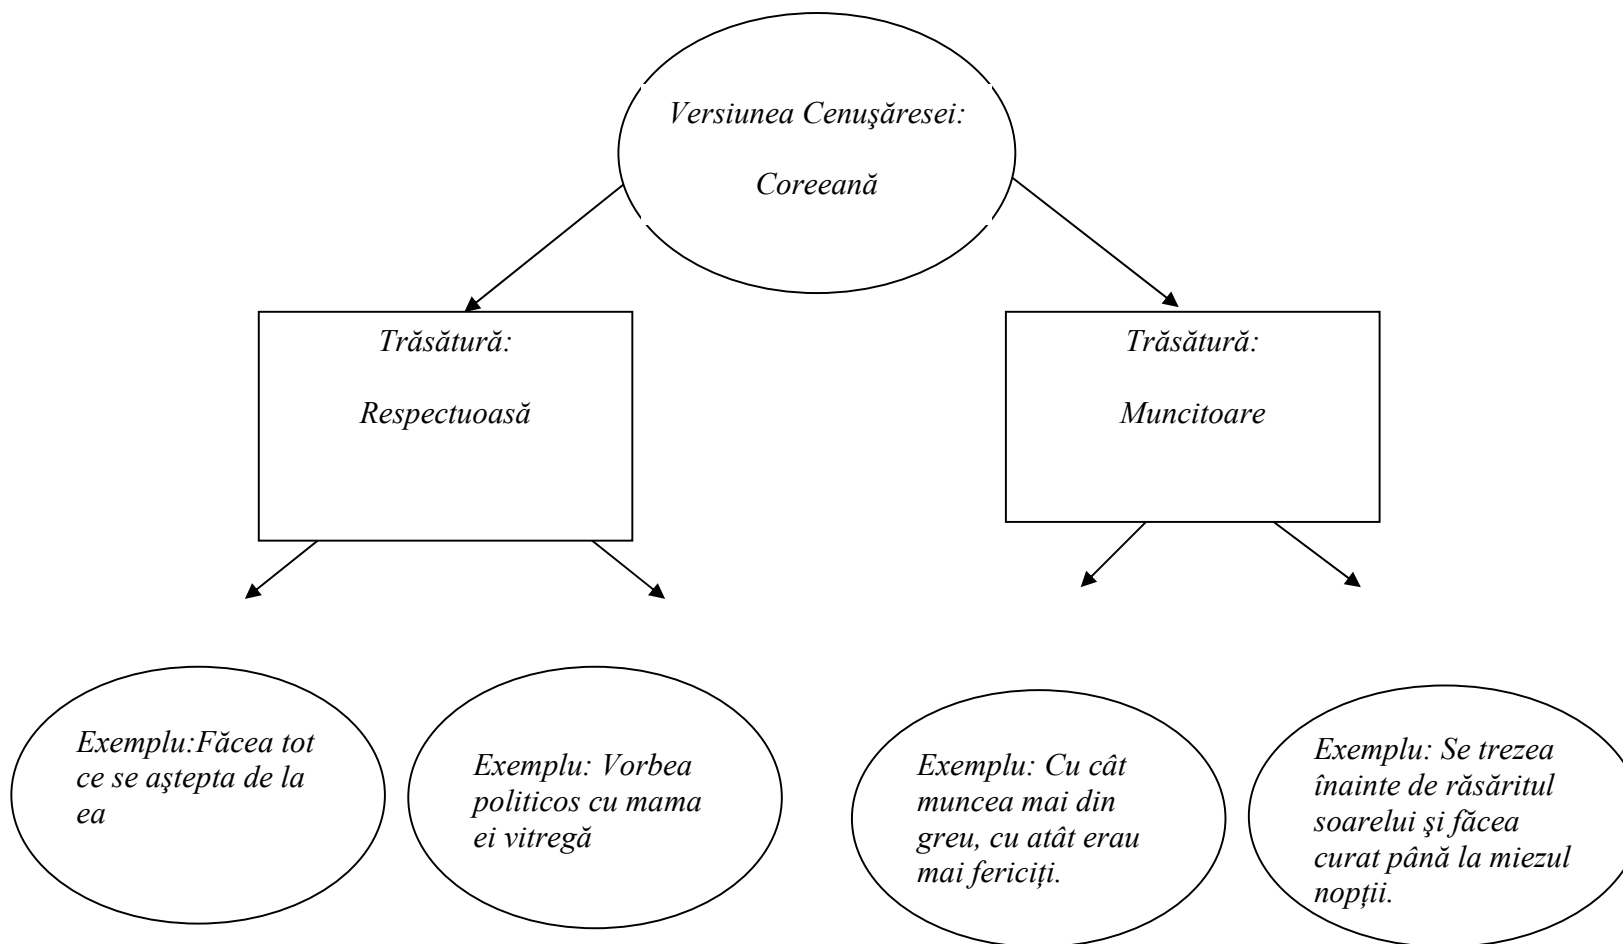 Versiunea Cenuşăresei:
Coreeană
Trăsătură:
Respectuoasă
Trăsătură:
Muncitoare
Exemplu:Făcea tot
ce se aştepta de la
ea
Exemplu: Vorbea
politicos cu mama
ei vitregă
Exemplu: Cu cât
muncea mai din
greu, cu atât erau
mai fericiți.
Exemplu: Se trezea
înainte de răsăritul
soarelui şi făcea
curat până la miezul
nopții.